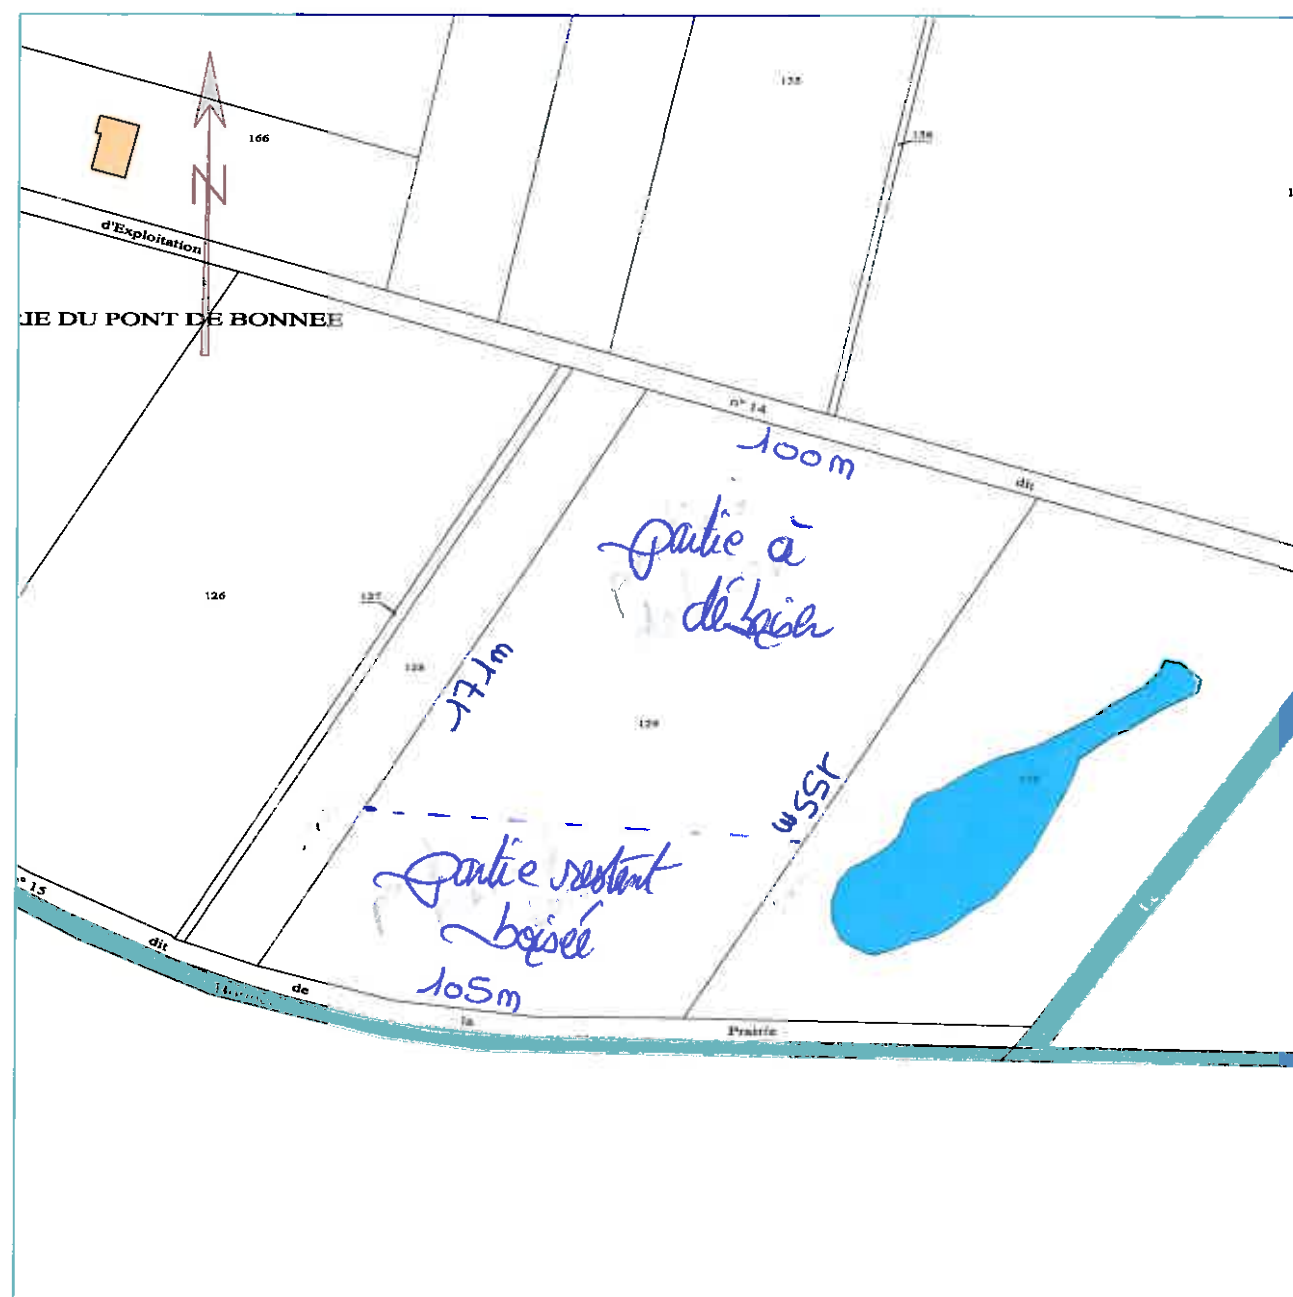 135
136
166
N
d'Exploitation
IE DU PONT DE BONNEE
n° 14
100m
dit
partie à
déboiser
126
127
128
171m
129
155m
partie restant
boisée
n° 15
dit
de
105m
la
Prairie